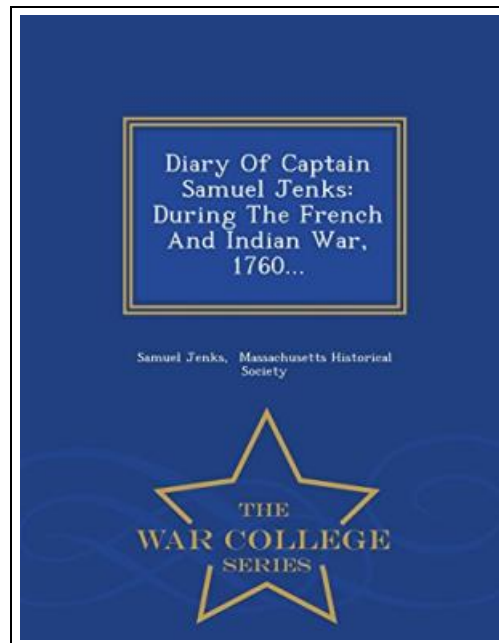 Diary Of Captain
Samuel Jenks:
During The French
And Indian War,
1760...
Samuel Jenks, Massachusetts Historical
Society
THE
WAR COLLEGE
SERIES